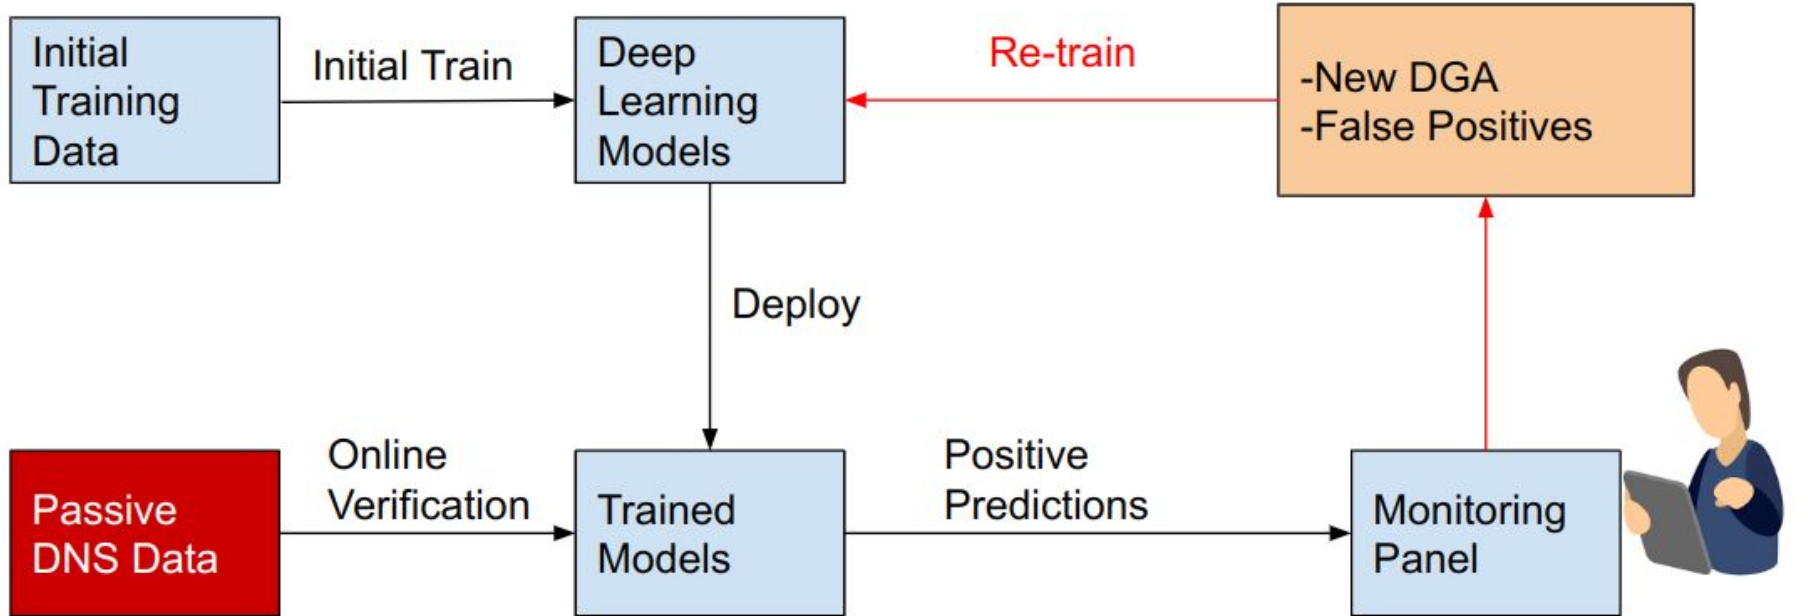 Initial
Training
Data
Initial Train
Deep
Learning
Models
Re-train
-New DGA
-False Positives
Deploy
Passive
DNS Data
Online
Verification
Trained
Models
Positive
Predictions
Monitoring
Panel